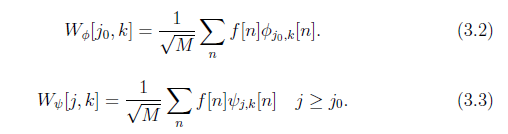 W_ϕ[j_0, k] = \frac{1}{\sqrt{M}} \sum_n f[n]ϕ_{j_0,k}[n]. (3.2)
W_ψ[j, k] = \frac{1}{\sqrt{M}} \sum_n f[n]ψ_{j,k}[n] j ≥ j_0. (3.3)